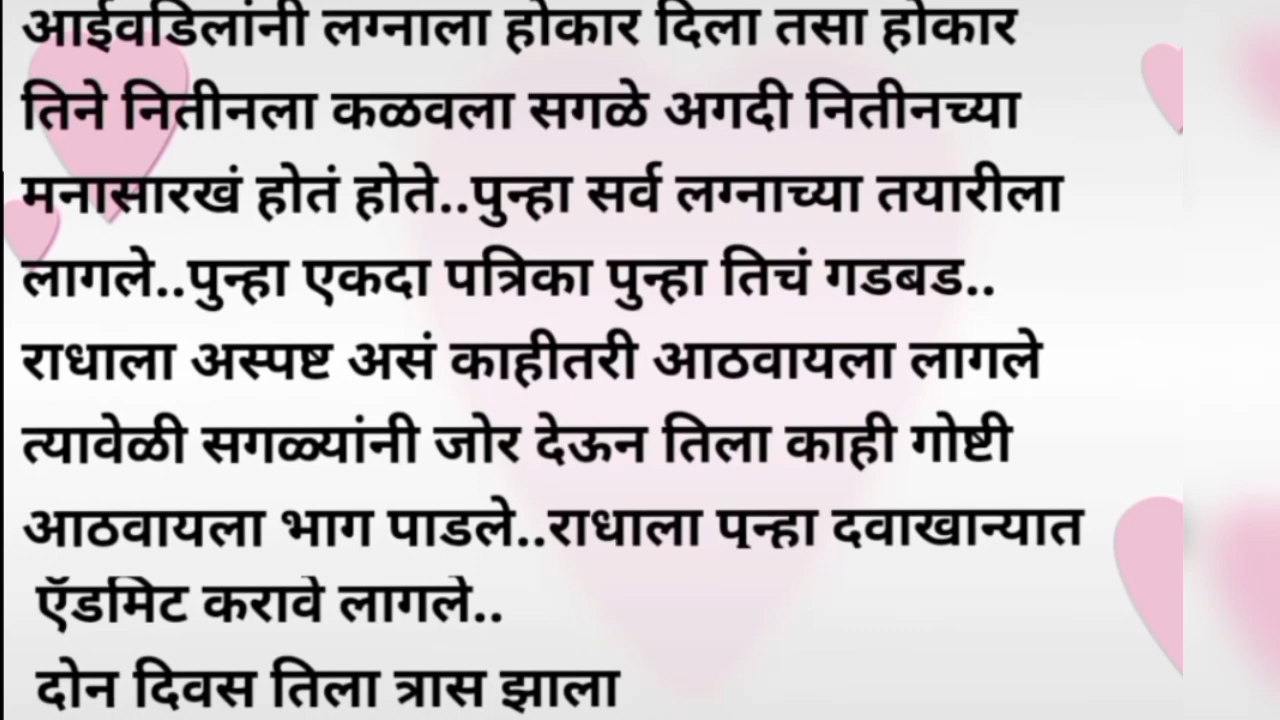 आईवडिलांनी लग्नाला होकार दिला तसा होकार
तिने नितीनला कळवला सगळे अगदी नितीनच्या
मनासारखं होतं होते..पुन्हा सर्व लग्नाच्या तयारीला
लागले..पुन्हा एकदा पत्रिका पुन्हा तिचं गडबड..
राधाला अस्पष्ट असं काहीतरी आठवायला लागले
त्यावेळी सगळ्यांनी जोर देऊन तिला काही गोष्टी
आठवायला भाग पाडले..राधाला पुन्हा दवाखान्यात
ऍडमिट करावे लागले..
दोन दिवस तिला त्रास झाला